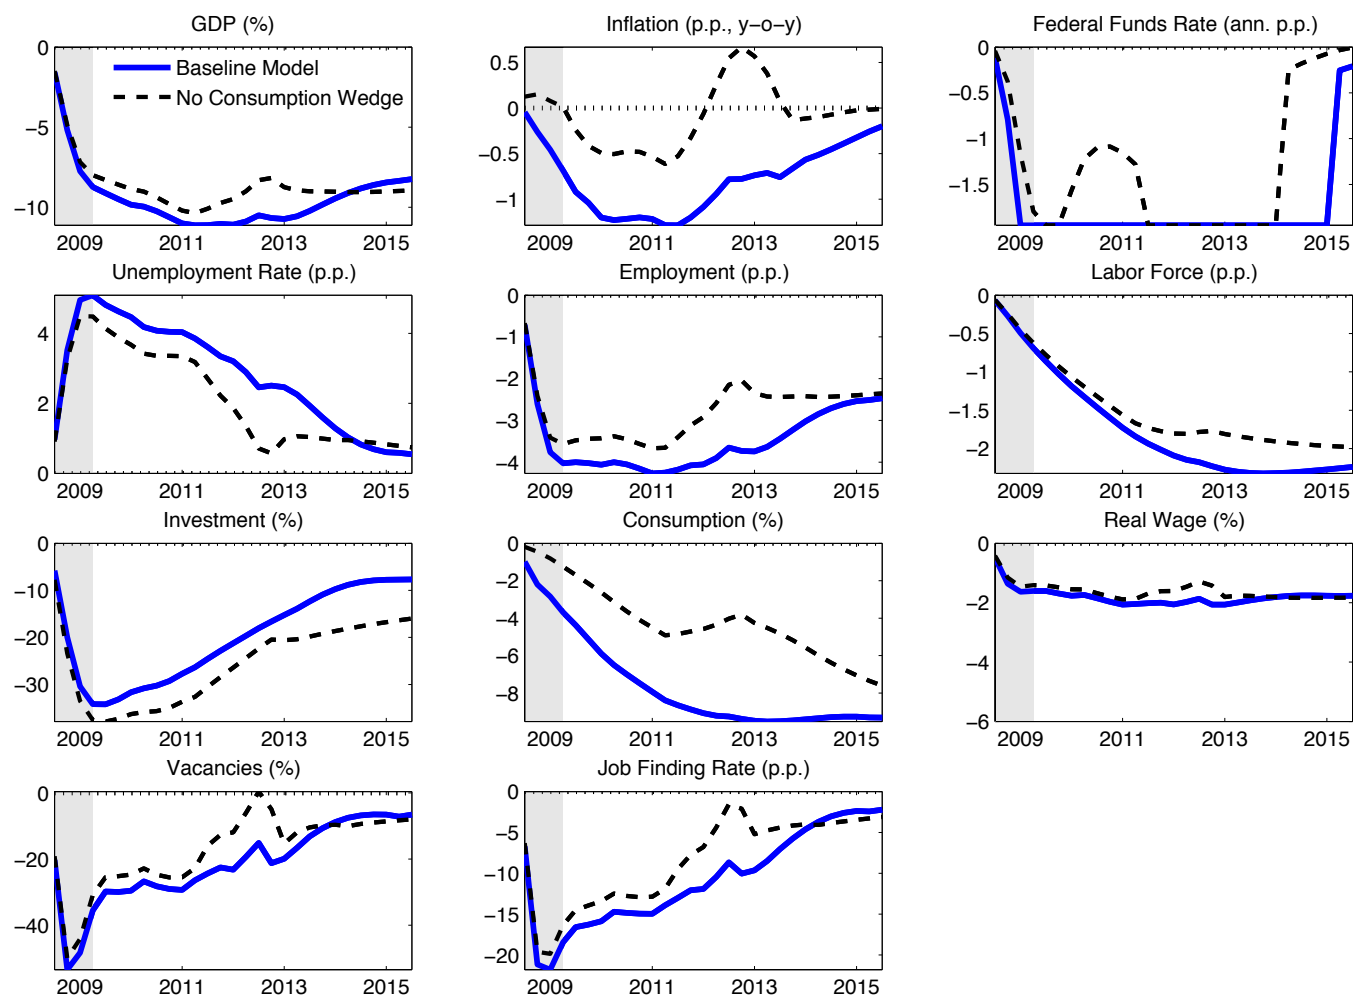 GDP (%)
0
−5
−10
2009 2011 2013 2015
Baseline Model
No Consumption Wedge
Inflation (p.p., y−o−y)
0.5
0
−0.5
−1
2009 2011 2013 2015
Federal Funds Rate (ann. p.p.)
0
−0.5
−1
−1.5
2009 2011 2013 2015
Unemployment Rate (p.p.)
4
2
0
2009 2011 2013 2015
Employment (p.p.)
0
−1
−2
−3
−4
2009 2011 2013 2015
Labor Force (p.p.)
0
−0.5
−1
−1.5
−2
2009 2011 2013 2015
Investment (%)
0
−10
−20
−30
2009 2011 2013 2015
Consumption (%)
0
−2
−4
−6
−8
2009 2011 2013 2015
Real Wage (%)
0
−2
−4
−6
2009 2011 2013 2015
Vacancies (%)
0
−20
−40
2009 2011 2013 2015
Job Finding Rate (p.p.)
0
−5
−10
−15
−20
2009 2011 2013 2015